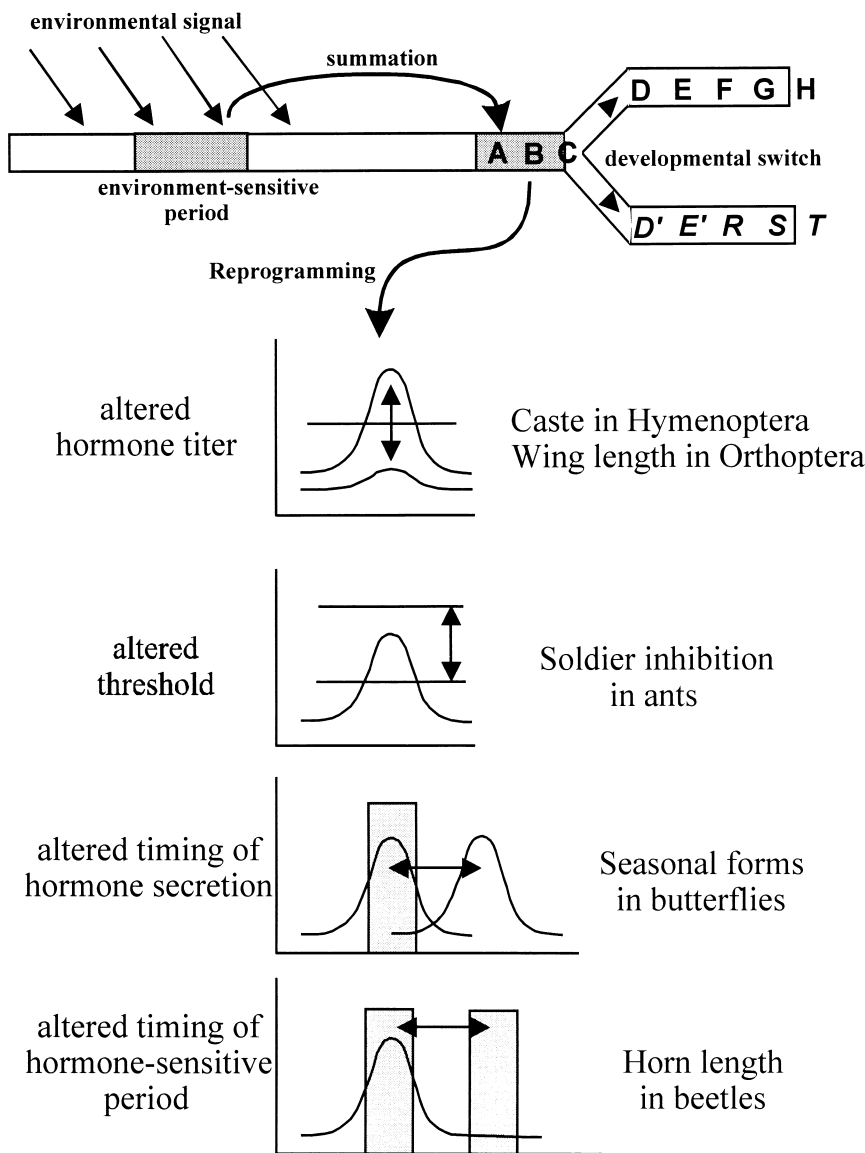 environmental signal
summation
D E F G H
A B C
developmental switch
environment-sensitive
period
D' E' R S T
Reprogramming
altered
hormone titer
Caste in Hymenoptera
Wing length in Orthoptera
altered
threshold
Soldier inhibition
in ants
altered timing of
hormone secretion
Seasonal forms
in butterflies
altered timing of
hormone-sensitive
period
Horn length
in beetles